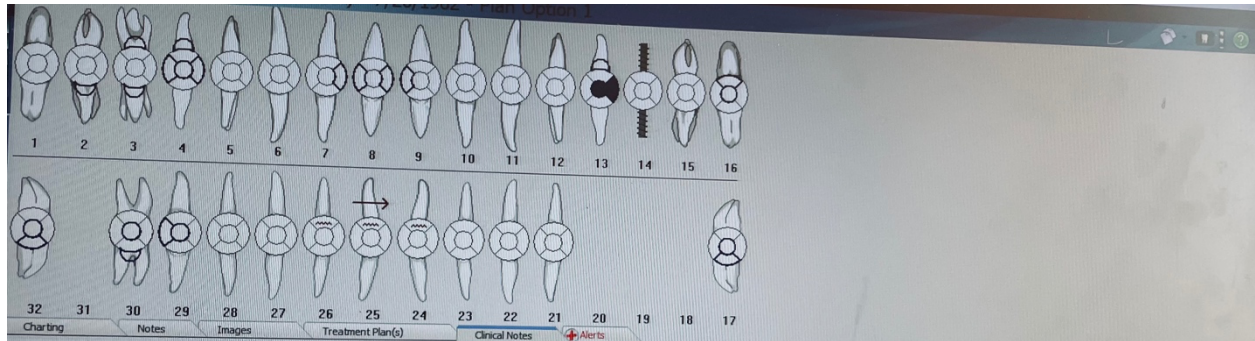 Plan Option 1
1 2 3 4 5 6 7 8 9 10 11 12 13 14 15 16
32 31 30 29 28 27 26 25 24 23 22 21 20 19 18 17
Charting Notes Images Treatment Plan(s) Clinical Notes Alerts